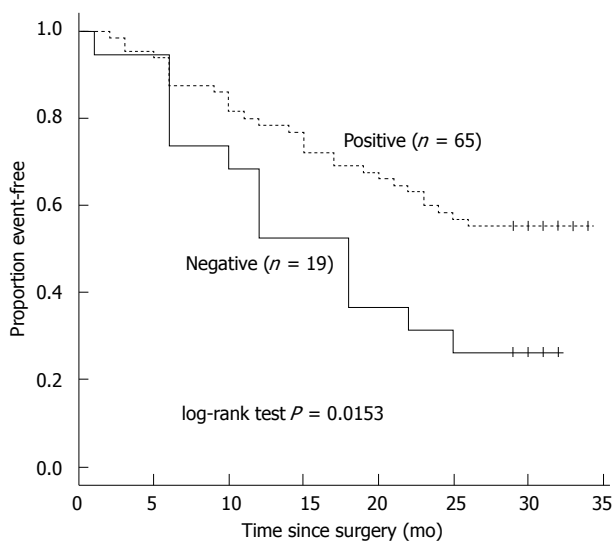 1.0
0.8
0.6
0.4
0.2
0.0
Proportion event-free
Positive (n = 65)
Negative (n = 19)
log-rank test P = 0.0153
0 5 10 15 20 25 30 35
Time since surgery (mo)